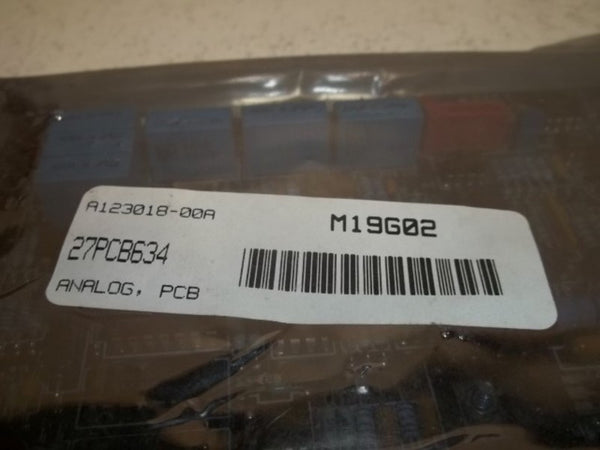 A123018-00A
M19G02
27PCB634
ANALOG, PCB